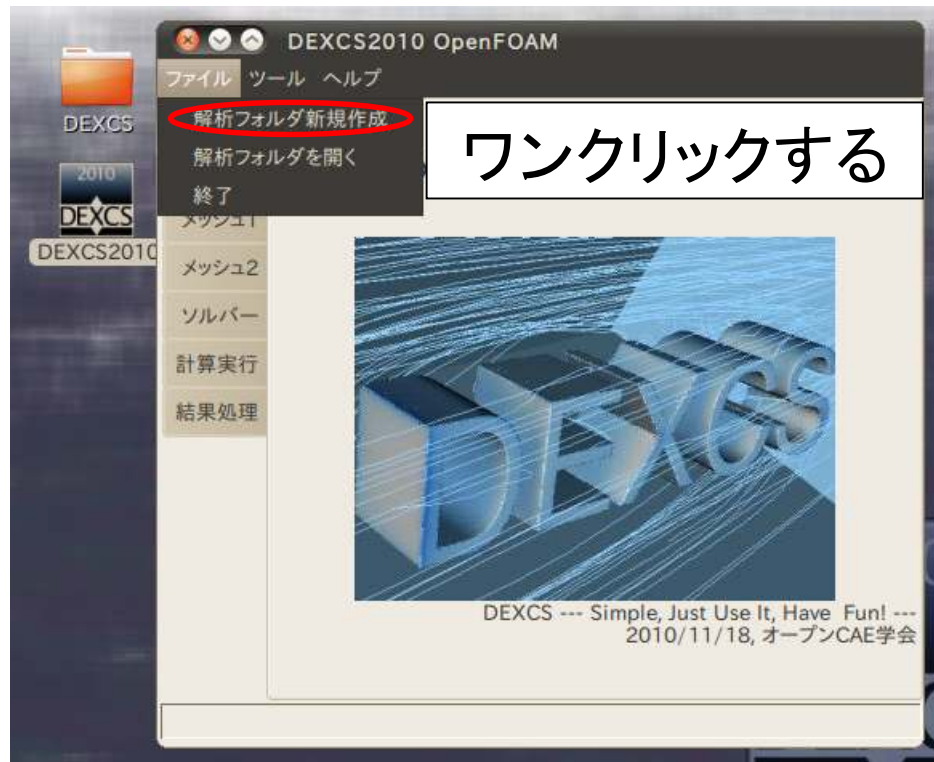 DEXCS2010 OpenFOAM
ファイル ツール ヘルプ
解析フォルダ新規作成
解析フォルダを開く
終了
ワンクリックする
DEXCS
2010
DEXCS
DEXCS2010
メッシュ1
メッシュ2
ソルバー
計算実行
結果処理
DEXCS
DEXCS --- Simple, Just Use It, Have Fun! ---
2010/11/18, オープンCAE学会